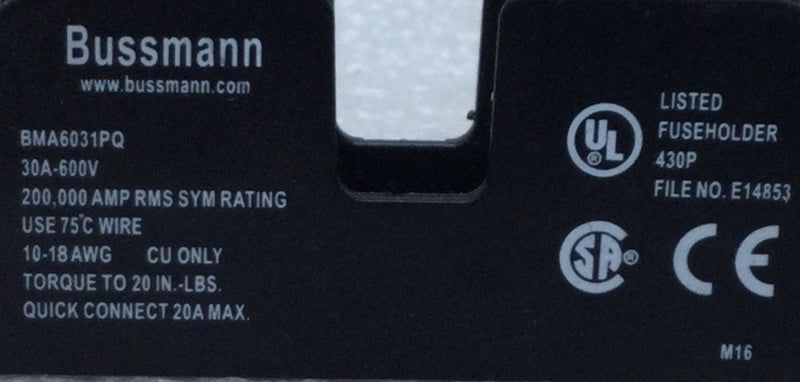 Bussmann
www.bussmann.com
BMA6031PQ
30A-600V
200,000 AMP RMS SYM RATING
USE 75°C WIRE
10-18 AWG CU ONLY
TORQUE TO 20 IN.-LBS.
QUICK CONNECT 20A MAX.
UL ®
LISTED
FUSEHOLDER
430P
FILE NO. E14853
SA ®
CE
M16